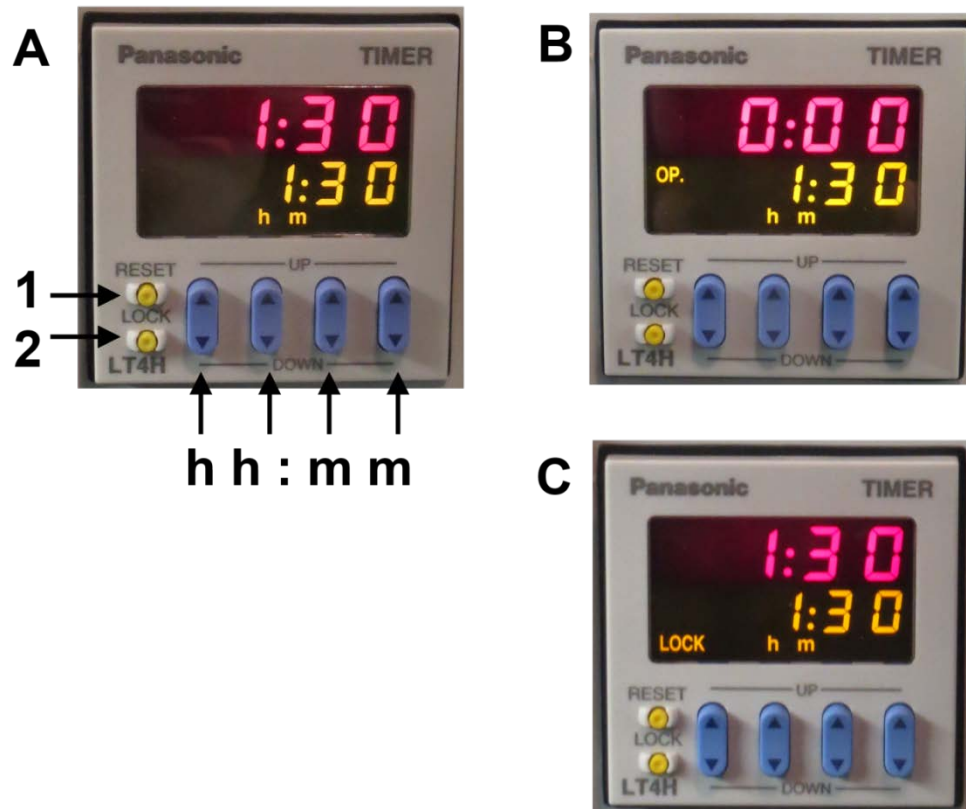 A
Panasonic TIMER
1:30
1:30
h m
RESET
UP
LOCK
DOWN
LT4H
1
2
h h : m m
B
Panasonic TIMER
0:00
OP. 1:30
h m
RESET
UP
LOCK
DOWN
LT4H
C
Panasonic TIMER
1:30
1:30
LOCK h m
RESET
UP
LOCK
DOWN
LT4H